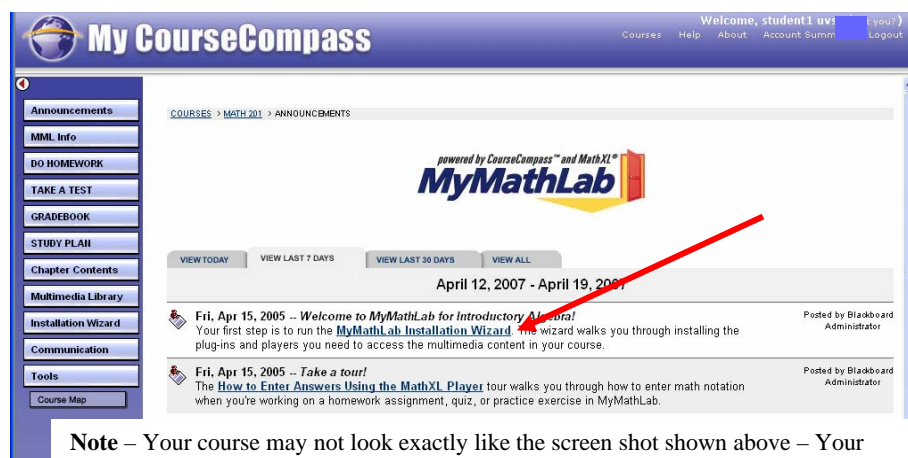 My CourseCompass
Welcome, student1 uvs t you?)
Courses Help About Account Summ Logout
Announcements
MML Info
DO HOMEWORK
TAKE A TEST
GRADEBOOK
STUDY PLAN
Chapter Contents
Multimedia Library
Installation Wizard
Communication
Tools
Course Map
COURSES > MATH 201 > ANNOUNCEMENTS
powered by CourseCompass™ and MathXL®
MyMathLab
VIEW TODAY VIEW LAST 7 DAYS VIEW LAST 30 DAYS VIEW ALL
April 12, 2007 - April 19, 2007
Fri, Apr 15, 2005 -- Welcome to MyMathLab for Introductory Algebra!
Your first step is to run the MyMathLab Installation Wizard. The wizard walks you through installing the
plug-ins and players you need to access the multimedia content in your course.
Posted by Blackboard
Administrator
Fri, Apr 15, 2005 -- Take a tour!
The How to Enter Answers Using the MathXL Player tour walks you through how to enter math notation
when you're working on a homework assignment, quiz, or practice exercise in MyMathLab.
Posted by Blackboard
Administrator
Note – Your course may not look exactly like the screen shot shown above – Your